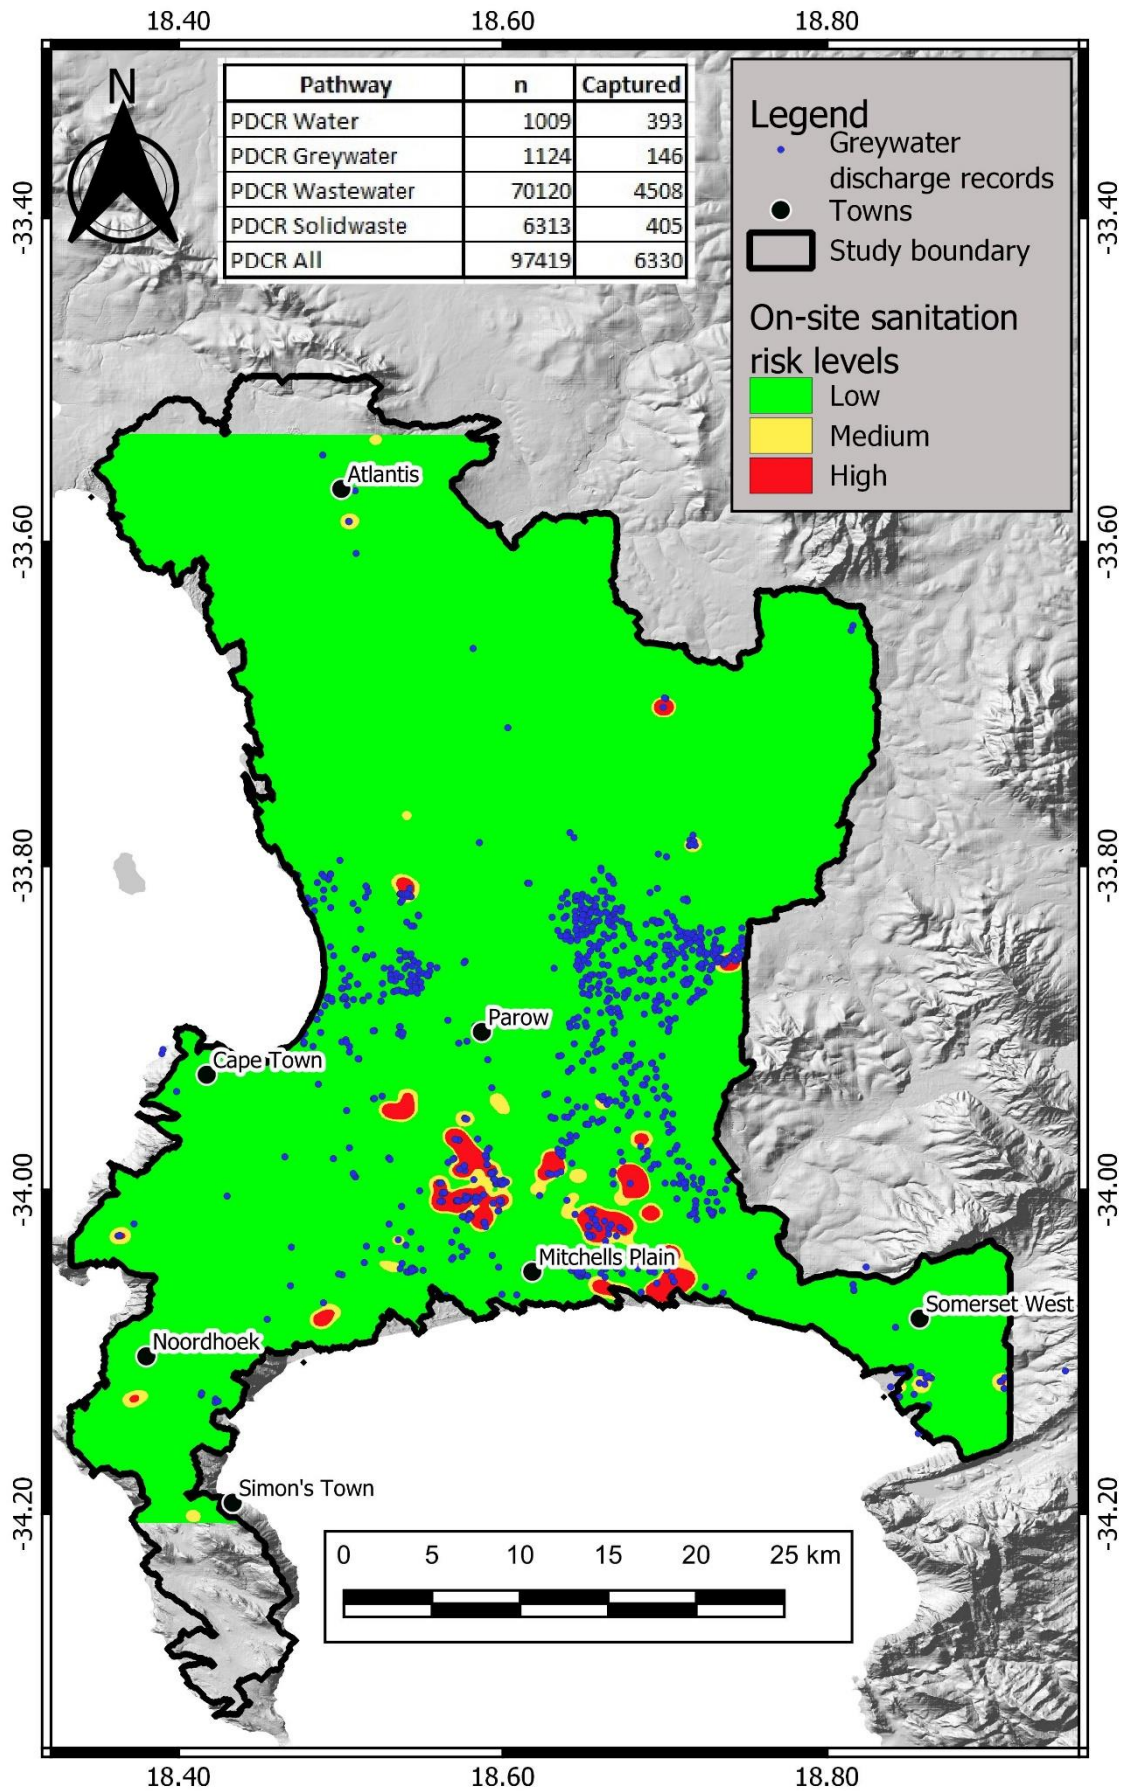 18.40 18.60 18.80
N
Pathway n Captured
PDCR Water 1009 393
PDCR Greywater 1124 146
PDCR Wastewater 70120 4508
PDCR Solidwaste 6313 405
PDCR All 97419 6330
Legend
Greywater
discharge records
Towns
Study boundary
On-site sanitation
risk levels
Low
Medium
High
-33.40 -33.40
Atlantis
-33.60 -33.60
-33.80 -33.80
Parow
Cape Town
-34.00 -34.00
Mitchells Plain
Somerset West
Noordhoek
Simon's Town
-34.20 -34.20
0 5 10 15 20 25 km
18.40 18.60 18.80